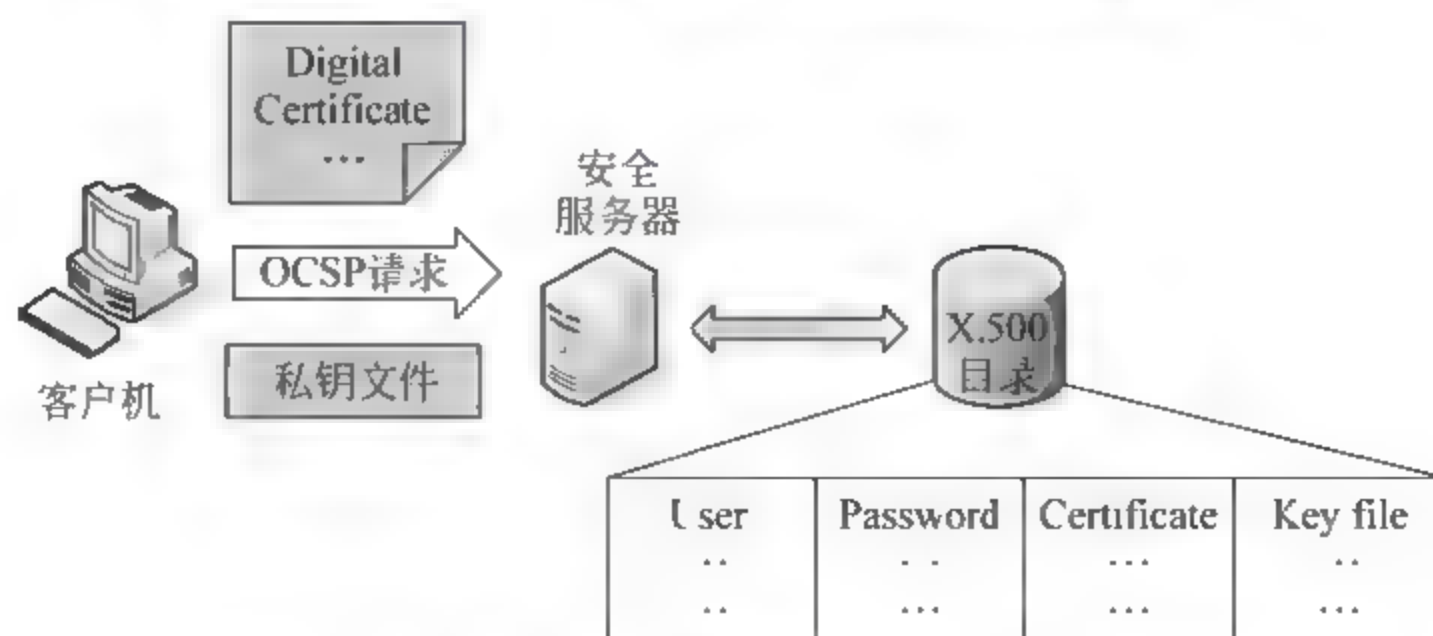 Digital
Certificate
...
安全
服务器
OCSP请求
X.500
目录
私钥文件
客户机
User Password Certificate Key file
.. .. ... ..
.. ... ... ...